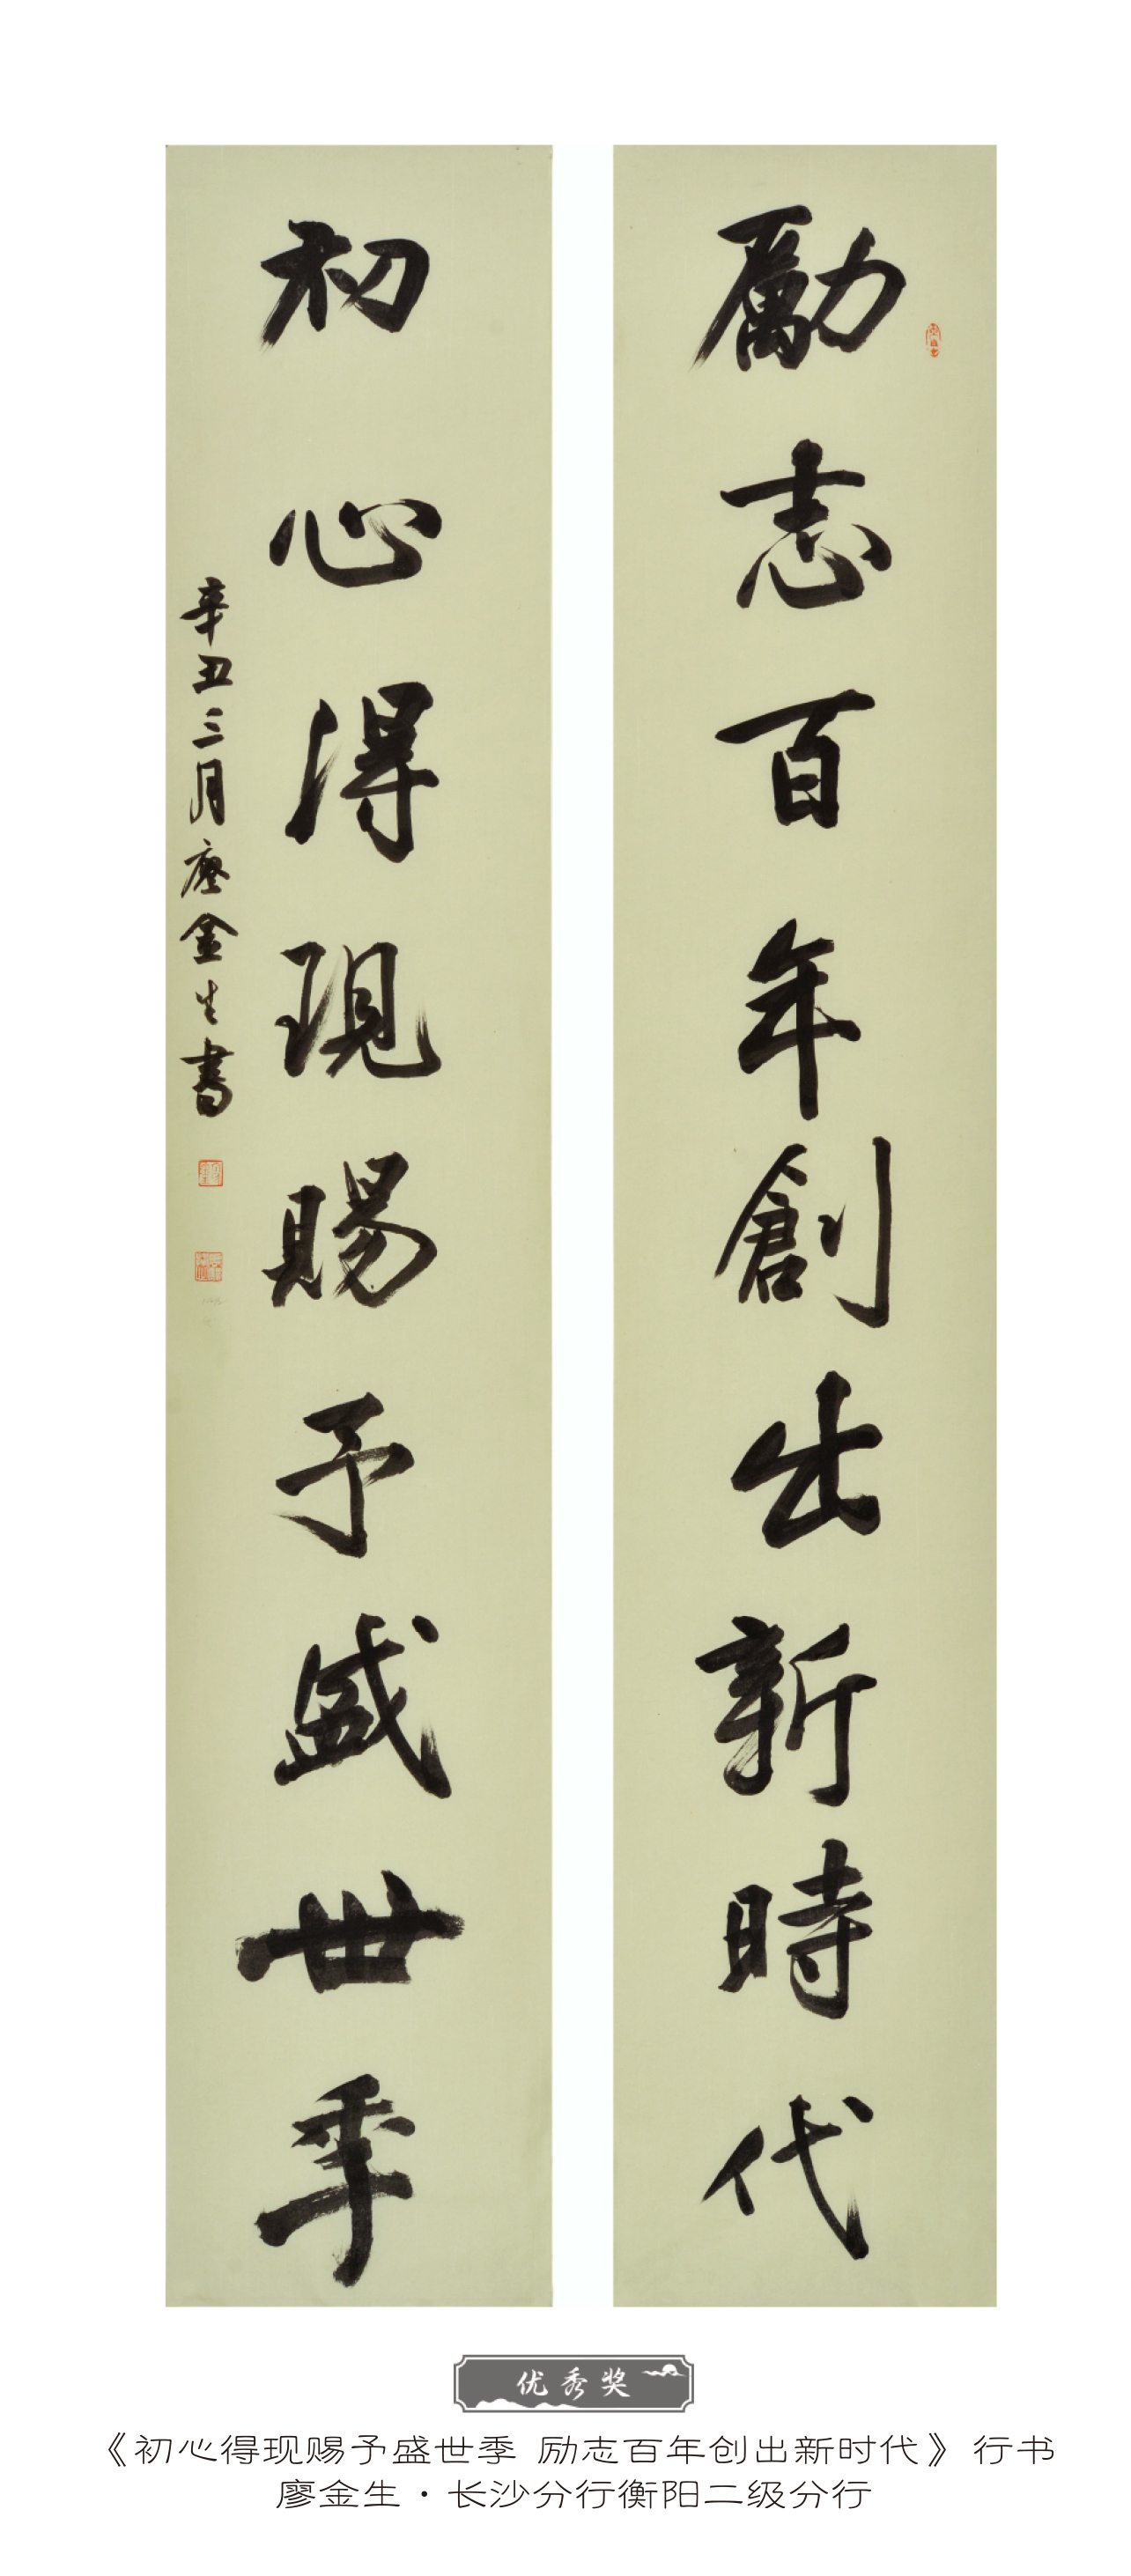 勵志百年創出新時代
初心得現賜予盛世季
辛丑三月廖金生書
优秀奖
《初心得现赐予盛世季 励志百年创出新时代》 行书
廖金生·长沙分行衡阳二级分行